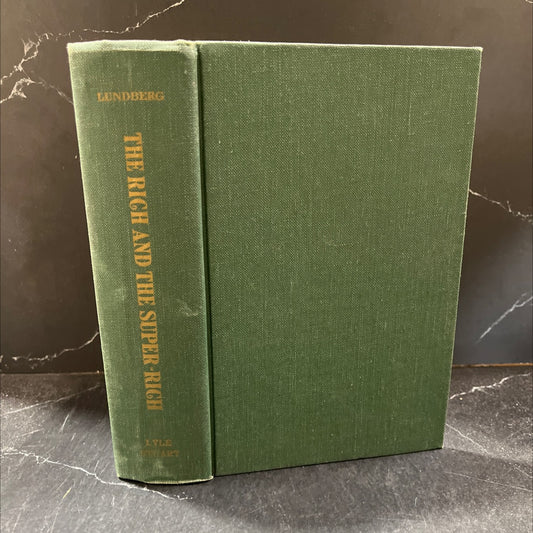 LUNDBERG
THE RICH AND THE SUPER-RICH
LYLE
STUART